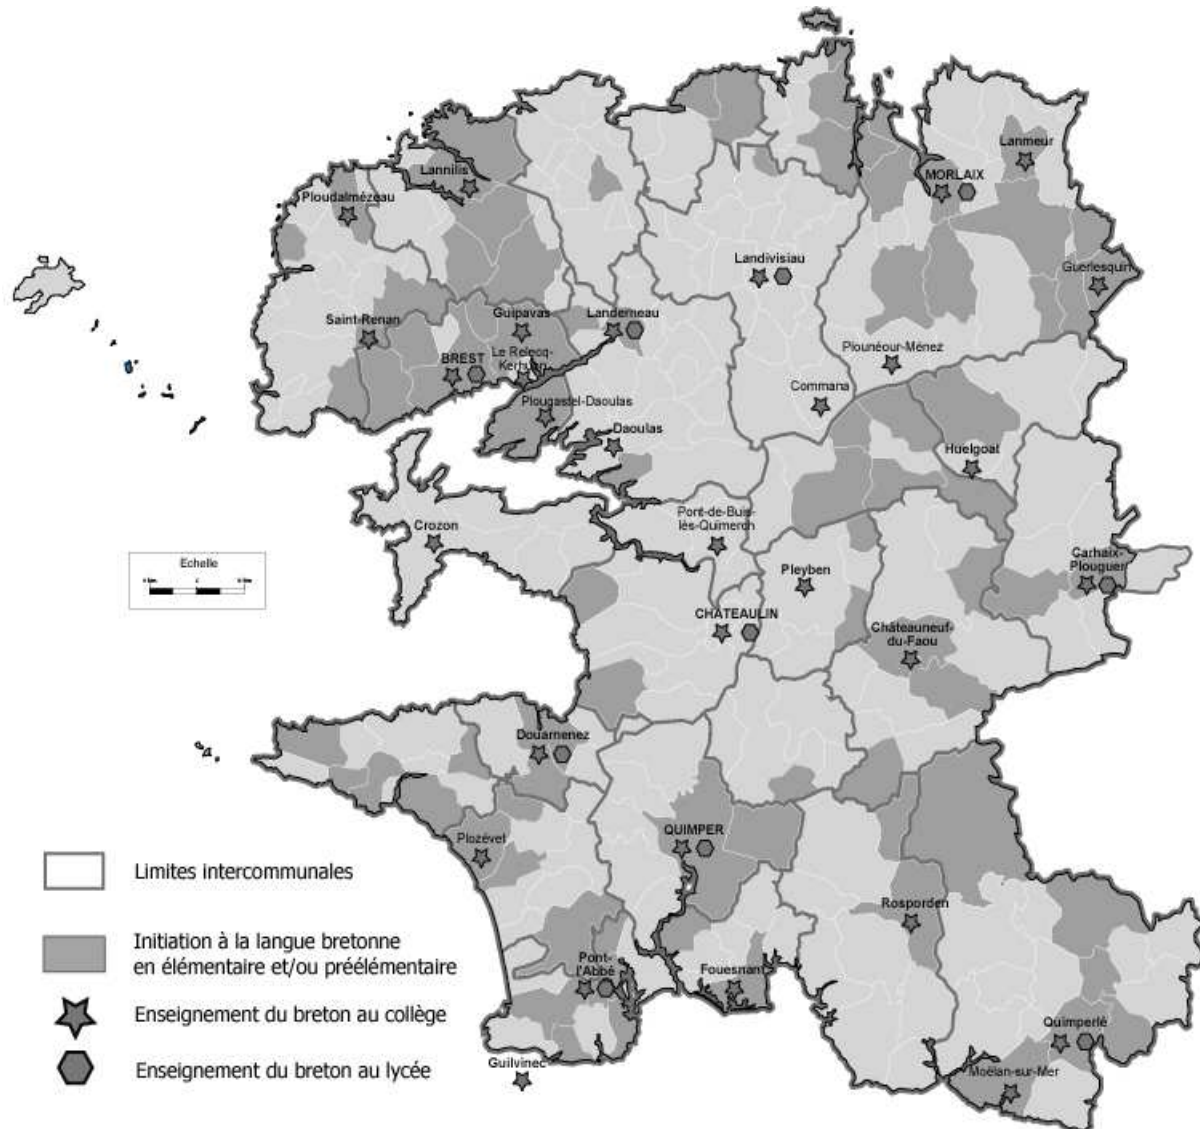 Lanmeur
Lannilis
MORLAIX
Ploudalmézeau
Landivisiau
Guerlesquin
Saint-Renan
Guipavas
Landerneau
Plounéour-Ménez
BREST
Le Relecq-
Kerhuon
Commana
Plougastel-Daoulas
Daoulas
Huelgoat
Crozon
Pont-de-Buis-
lès-Quimerch
Echelle
Carhaix-
Plouguer
Pleyben
CHÂTEAULIN
Châteauneuf-
du-Faou
Douarnenez
QUIMPER
Plozévet
Limites intercommunales
Rosporden
Initiation à la langue bretonne
en élémentaire et/ou préélémentaire
Pont-
l'Abbé
Fouesnant
Enseignement du breton au collège
Quimperlé
Enseignement du breton au lycée
Guilvinec
Moëlan-sur-Mer